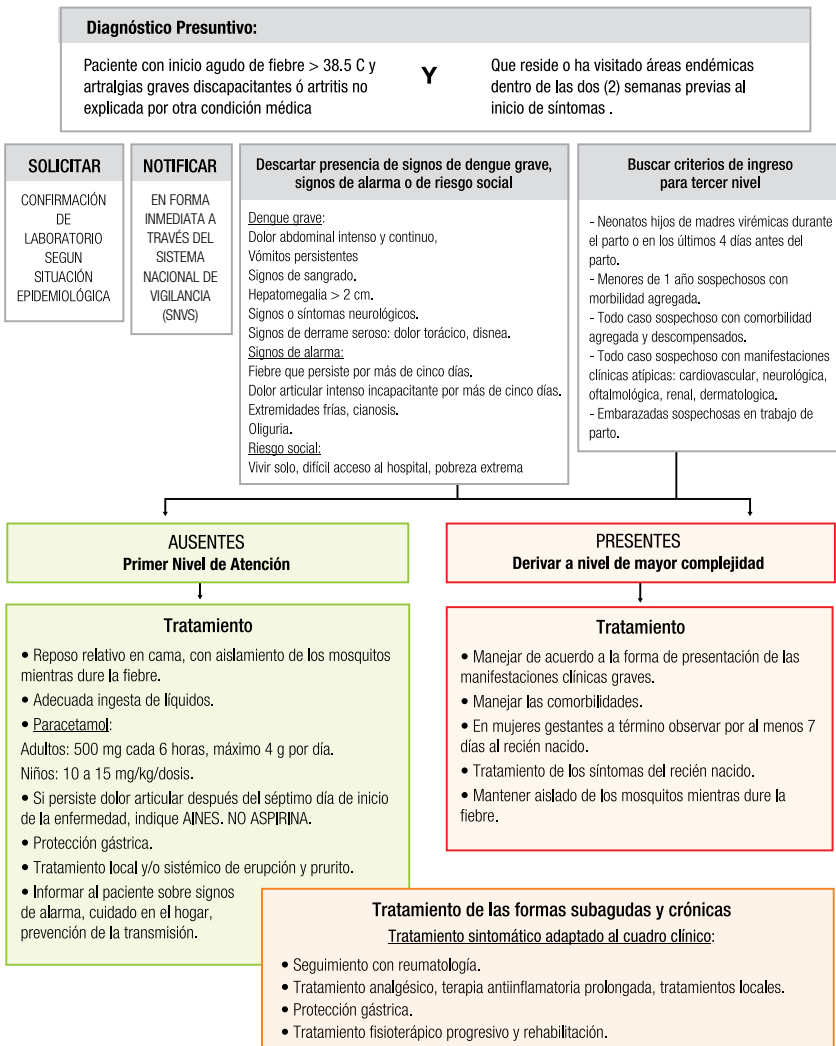 Diagnóstico Presuntivo:
Paciente con inicio agudo de fiebre > 38.5 C y
artralgias graves discapacitantes ó artritis no
explicada por otra condición médica
Y
Que reside o ha visitado áreas endémicas
dentro de las dos (2) semanas previas al
inicio de síntomas .
SOLICITAR
CONFIRMACIÓN
DE
LABORATORIO
SEGUN
SITUACIÓN
EPIDEMIOLÓGICA
NOTIFICAR
EN FORMA
INMEDIATA A
TRAVÉS DEL
SISTEMA
NACIONAL DE
VIGILANCIA
(SNVS)
Descartar presencia de signos de dengue grave,
signos de alarma o de riesgo social
Dengue grave:
Dolor abdominal intenso y continuo,
Vómitos persistentes
Signos de sangrado.
Hepatomegalia > 2 cm.
Signos o síntomas neurológicos.
Signos de derrame seroso: dolor torácico, disnea.
Signos de alarma:
Fiebre que persiste por más de cinco días.
Dolor articular intenso incapacitante por más de cinco días.
Extremidades frías, cianosis.
Oliguria.
Riesgo social:
Vivir solo, difícil acceso al hospital, pobreza extrema
Buscar criterios de ingreso
para tercer nivel
- Neonatos hijos de madres virémicas durante
el parto o en los últimos 4 días antes del
parto.
- Menores de 1 año sospechosos con
morbilidad agregada.
- Todo caso sospechoso con comorbilidad
agregada y descompensados.
- Todo caso sospechoso con manifestaciones
clínicas atípicas: cardiovascular, neurológica,
oftalmológica, renal, dermatologica.
- Embarazadas sospechosas en trabajo de
parto.
AUSENTES
Primer Nivel de Atención
Tratamiento
• Reposo relativo en cama, con aislamiento de los mosquitos
mientras dure la fiebre.
• Adecuada ingesta de líquidos.
• Paracetamol:
Adultos: 500 mg cada 6 horas, máximo 4 g por día.
Niños: 10 a 15 mg/kg/dosis.
• Si persiste dolor articular después del séptimo día de inicio
de la enfermedad, indique AINES. NO ASPIRINA.
• Protección gástrica.
• Tratamiento local y/o sistémico de erupción y prurito.
• Informar al paciente sobre signos
de alarma, cuidado en el hogar,
prevención de la transmisión.
PRESENTES
Derivar a nivel de mayor complejidad
Tratamiento
• Manejar de acuerdo a la forma de presentación de las
manifestaciones clínicas graves.
• Manejar las comorbilidades.
• En mujeres gestantes a término observar por al menos 7
días al recién nacido.
• Tratamiento de los síntomas del recién nacido.
• Mantener aislado de los mosquitos mientras dure la
fiebre.
Tratamiento de las formas subagudas y crónicas
Tratamiento sintomático adaptado al cuadro clínico:
• Seguimiento con reumatología.
• Tratamiento analgésico, terapia antiinflamatoria prolongada, tratamientos locales.
• Protección gástrica.
• Tratamiento fisioterápico progresivo y rehabilitación.